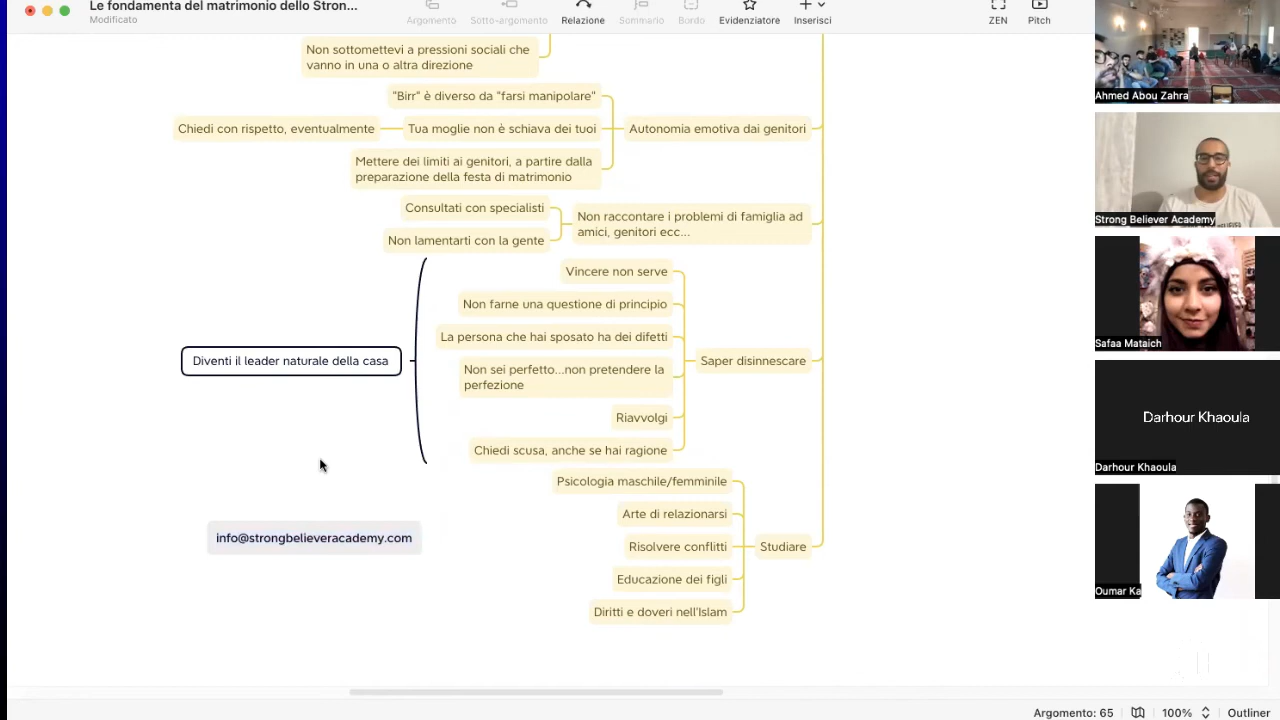 Le fondamenta del matrimonio dello Stron...
Modificato
Argomento
Sotto-argomento
Relazione
Sommario
Bordo
Evidenziatore
Inserisci
ZEN
Pitch
Non sottomettevi a pressioni sociali che
vanno in una o altra direzione
"Birr" è diverso da "farsi manipolare"
Chiedi con rispetto, eventualmente
Tua moglie non è schiava dei tuoi
Autonomia emotiva dai genitori
Mettere dei limiti ai genitori, a partire dalla
preparazione della festa di matrimonio
Consultati con specialisti
Non lamentarti con la gente
Non raccontare i problemi di famiglia ad
amici, genitori ecc...
Vincere non serve
Non farne una questione di principio
La persona che hai sposato ha dei difetti
Diventi il leader naturale della casa
Saper disinnescare
Non sei perfetto...non pretendere la
perfezione
Riavvolgi
Chiedi scusa, anche se hai ragione
Psicologia maschile/femminile
Arte di relazionarsi
Risolvere conflitti
Studiare
Educazione dei figli
Diritti e doveri nell'Islam
info@strongbelieveracademy.com
Ahmed Abou Zahra
Strong Believer Academy
Safaa Mataich
Darhour Khaoula
Darhour Khaoula
Oumar Ka
Argomento: 65
100%
Outliner